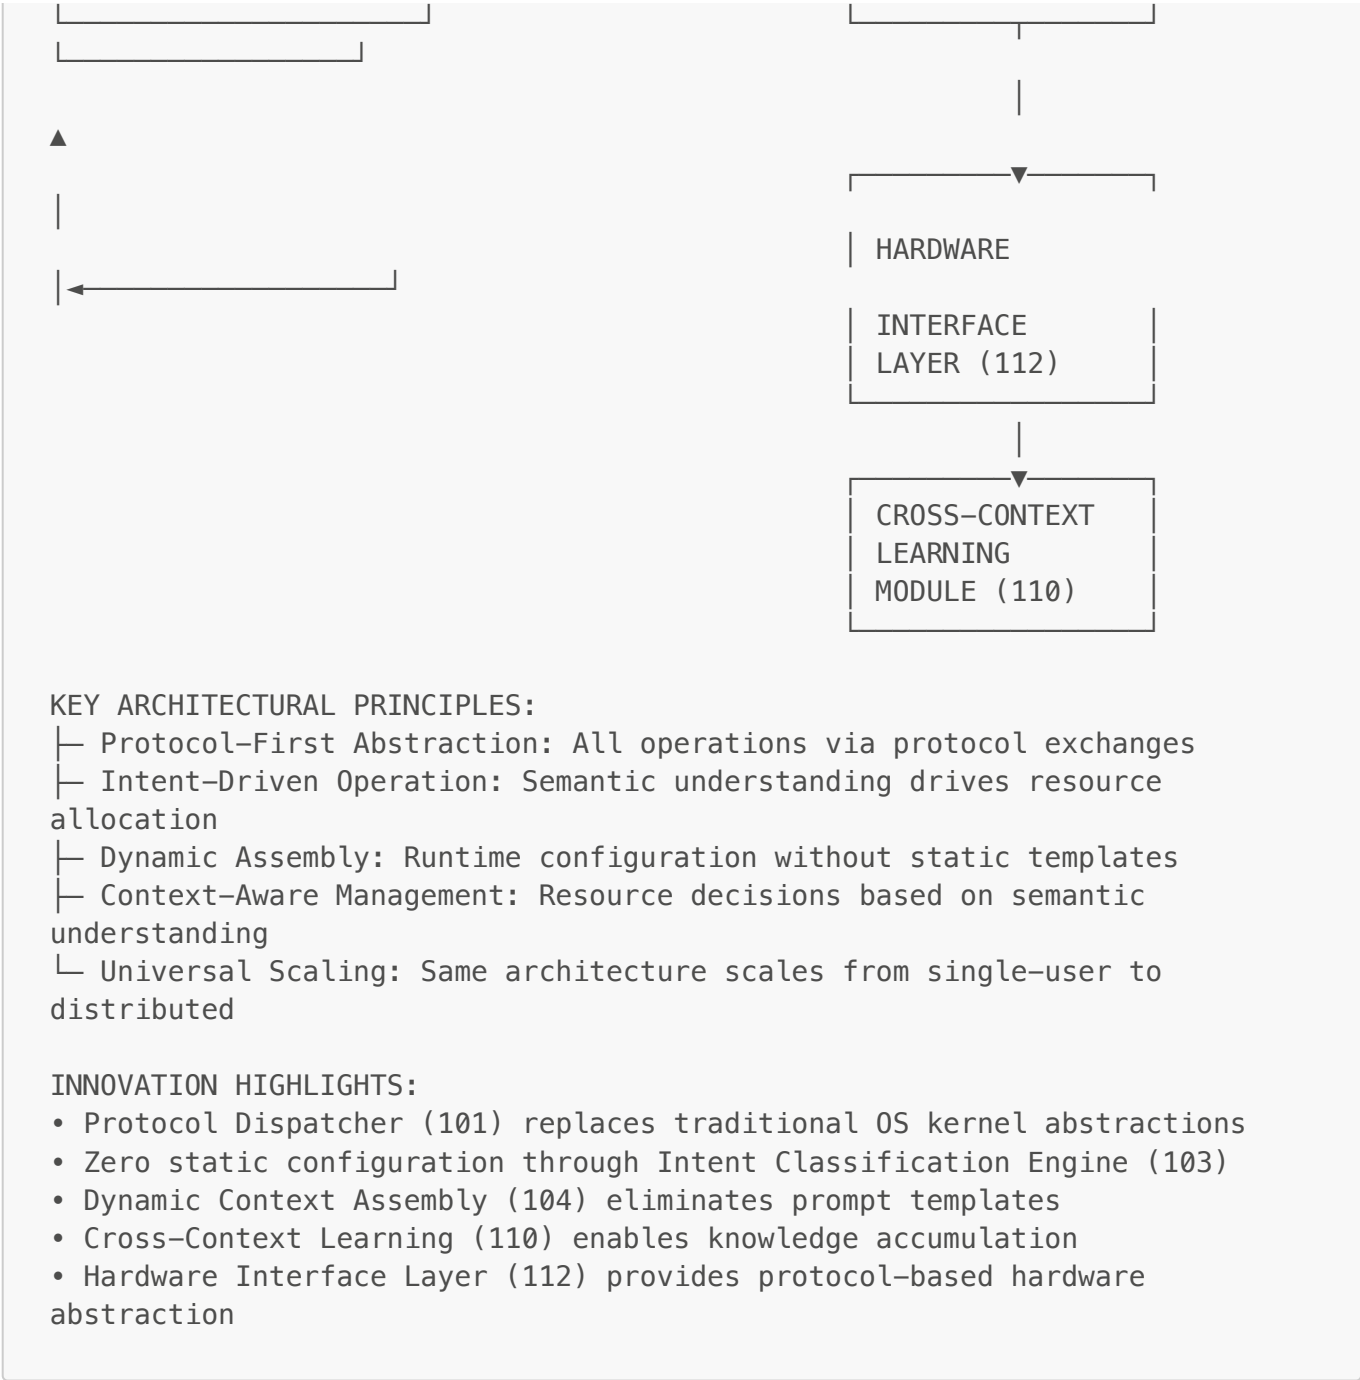 HARDWARE
INTERFACE
LAYER (112)
CROSS-CONTEXT
LEARNING
MODULE (110)
KEY ARCHITECTURAL PRINCIPLES:
├─ Protocol-First Abstraction: All operations via protocol exchanges
├─ Intent-Driven Operation: Semantic understanding drives resource
allocation
├─ Dynamic Assembly: Runtime configuration without static templates
├─ Context-Aware Management: Resource decisions based on semantic
understanding
└─ Universal Scaling: Same architecture scales from single-user to
distributed
INNOVATION HIGHLIGHTS:
• Protocol Dispatcher (101) replaces traditional OS kernel abstractions
• Zero static configuration through Intent Classification Engine (103)
• Dynamic Context Assembly (104) eliminates prompt templates
• Cross-Context Learning (110) enables knowledge accumulation
• Hardware Interface Layer (112) provides protocol-based hardware
abstraction